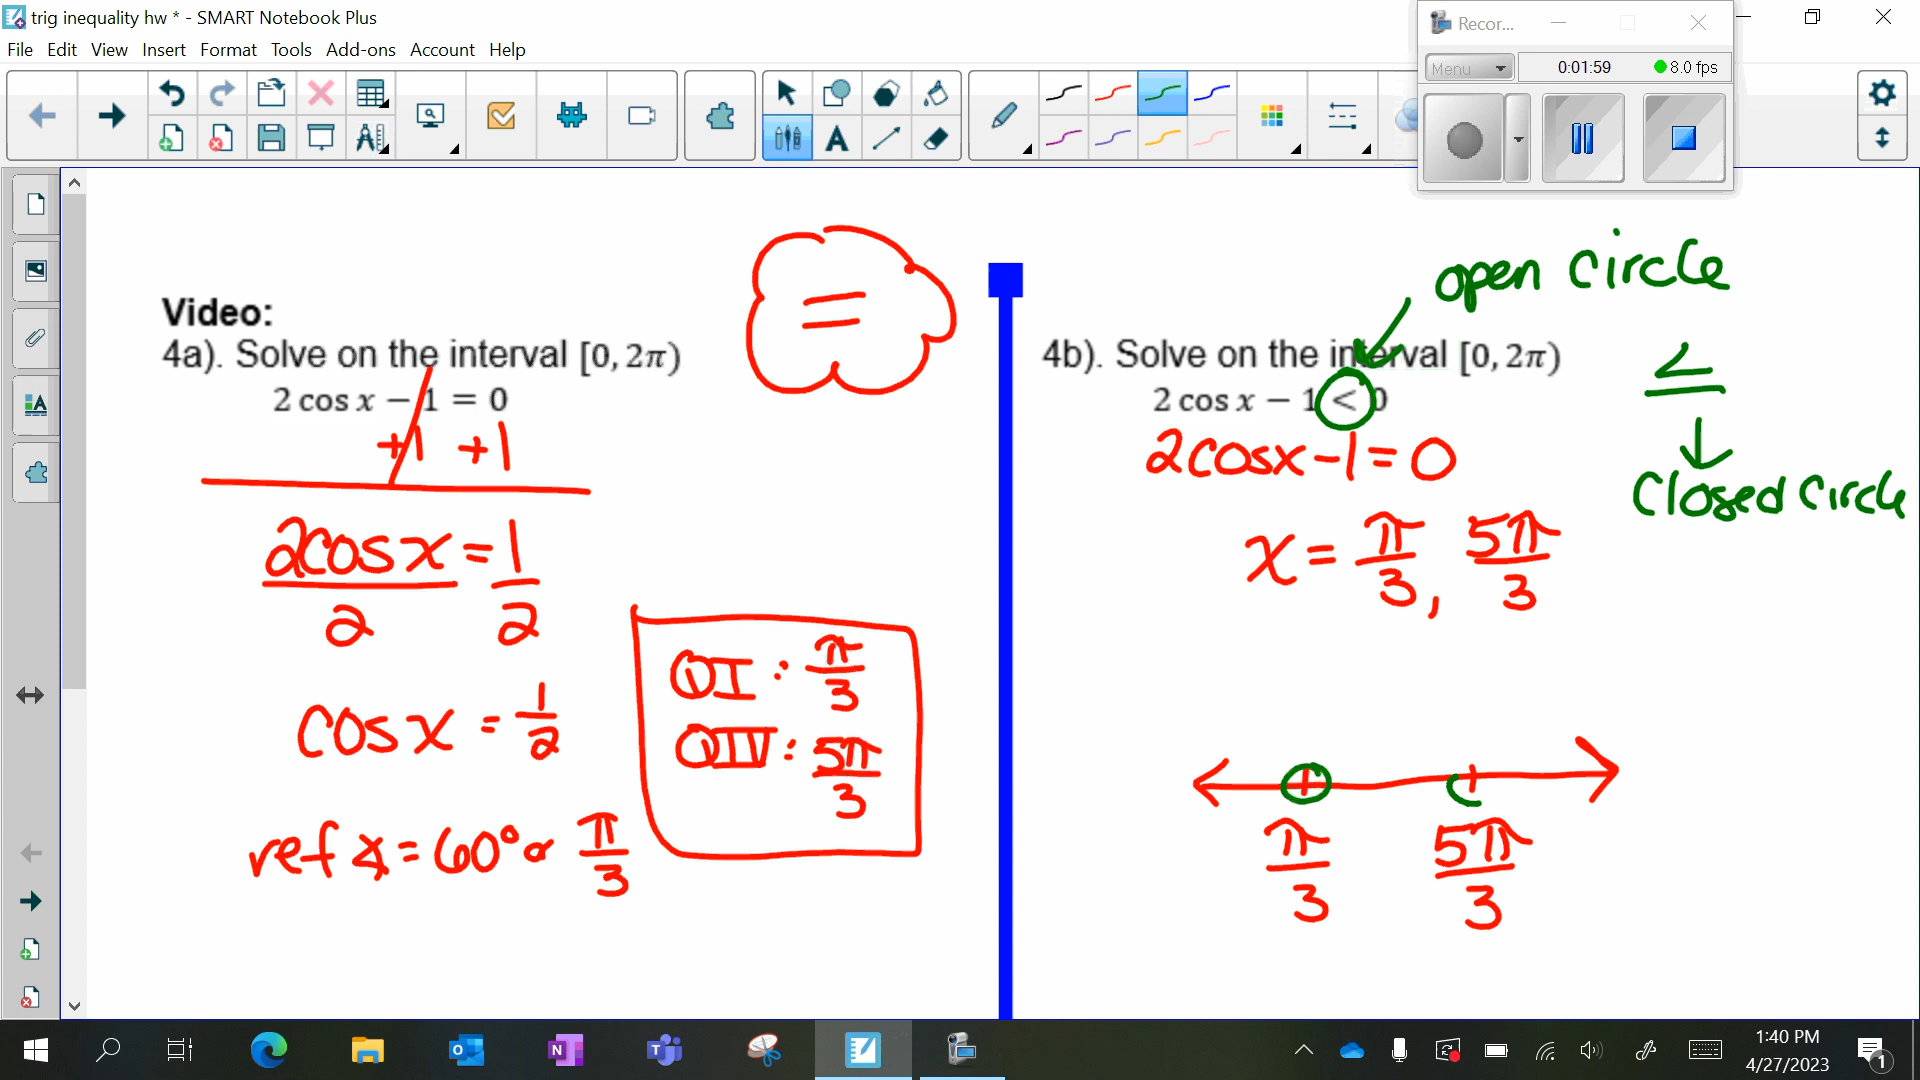 trig inequality hw * - SMART Notebook Plus
File Edit View Insert Format Tools Add-ons Account Help
Recor...
Menu
0:01:59
8.0 fps
Video:
4a). Solve on the interval [0, 2π)
2 cos x − 1 = 0
+1 +1
2cosx = 1
2 2
cosx = 1/2
ref ∡ = 60° or π/3
=
QI : π/3
QIV : 5π/3
open circle
4b). Solve on the interval [0, 2π)
2 cos x − 1 < 0
≤
closed circle
2cosx-1=0
x = π/3, 5π/3
π/3 5π/3
1:40 PM
4/27/2023
1